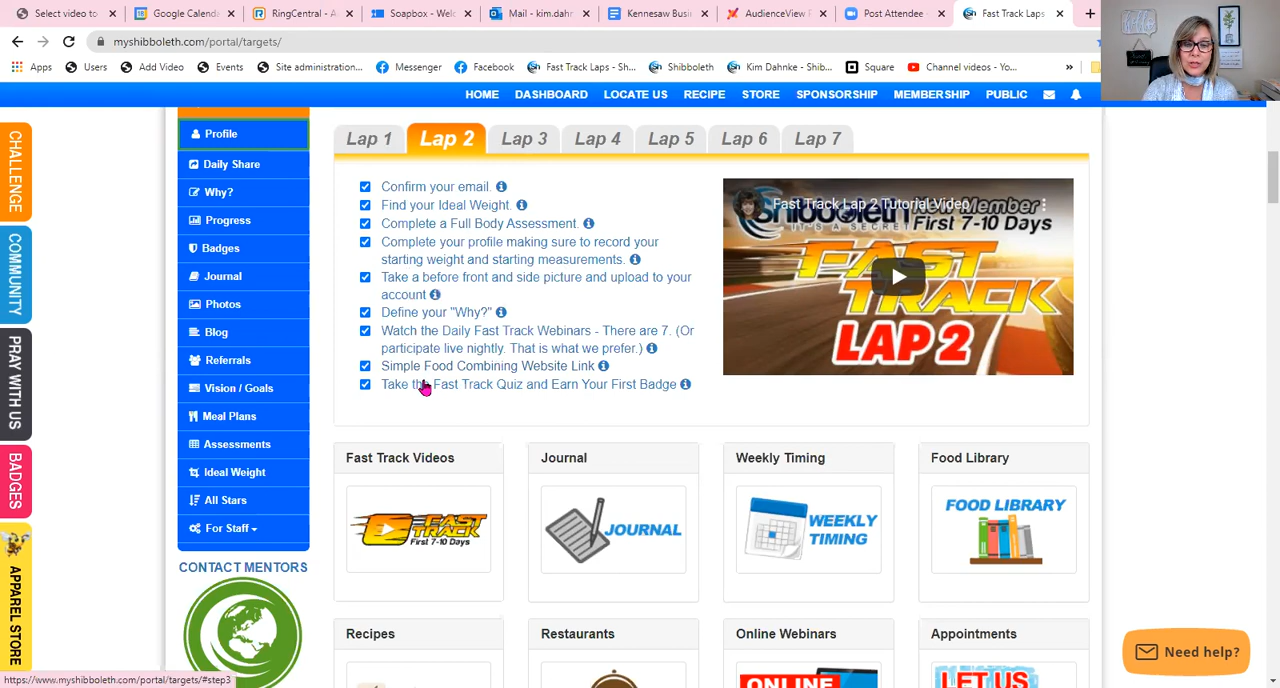 Select video to
Google Calenda
RingCentral - A
Soapbox - Welc
Mail - kim.dahr
Kennesaw Busi
AudienceView F
Post Attendee
Fast Track Laps
myshibboleth.com/portal/targets/
Apps
Users
Add Video
Events
Site administration...
Messenger
Fast Track Laps - Sh...
Shibboleth
Kim Dahnke - Shib...
Square
Channel videos - Yo...
HOME
DASHBOARD
LOCATE US
RECIPE
STORE
SPONSORSHIP
MEMBERSHIP
PUBLIC
CHALLENGE
COMMUNITY
PRAY WITH US
BADGES
APPAREL STORE
Profile
Daily Share
Why?
Progress
Badges
Journal
Photos
Blog
Referrals
Vision / Goals
Meal Plans
Assessments
Ideal Weight
All Stars
For Staff
CONTACT MENTORS
Lap 1
Lap 2
Lap 3
Lap 4
Lap 5
Lap 6
Lap 7
Confirm your email.
Find your Ideal Weight.
Complete a Full Body Assessment.
Complete your profile making sure to record your
starting weight and starting measurements.
Take a before front and side picture and upload to your
account
Define your "Why?"
Watch the Daily Fast Track Webinars - There are 7. (Or
participate live nightly. That is what we prefer.)
Simple Food Combining Website Link
Take the Fast Track Quiz and Earn Your First Badge
Fast Track Lap 2 Tutorial Video
Shibboleth
IT'S A SECRET
New Member
First 7-10 Days
FAST
TRACK
LAP 2
Fast Track Videos
FAST
TRACK
First 7-10 Days
Journal
JOURNAL
Weekly Timing
WEEKLY
TIMING
Food Library
FOOD LIBRARY
Recipes
Restaurants
Online Webinars
ONLINE
Appointments
LET US
Need help?
https://www.myshibboleth.com/portal/targets/#step3